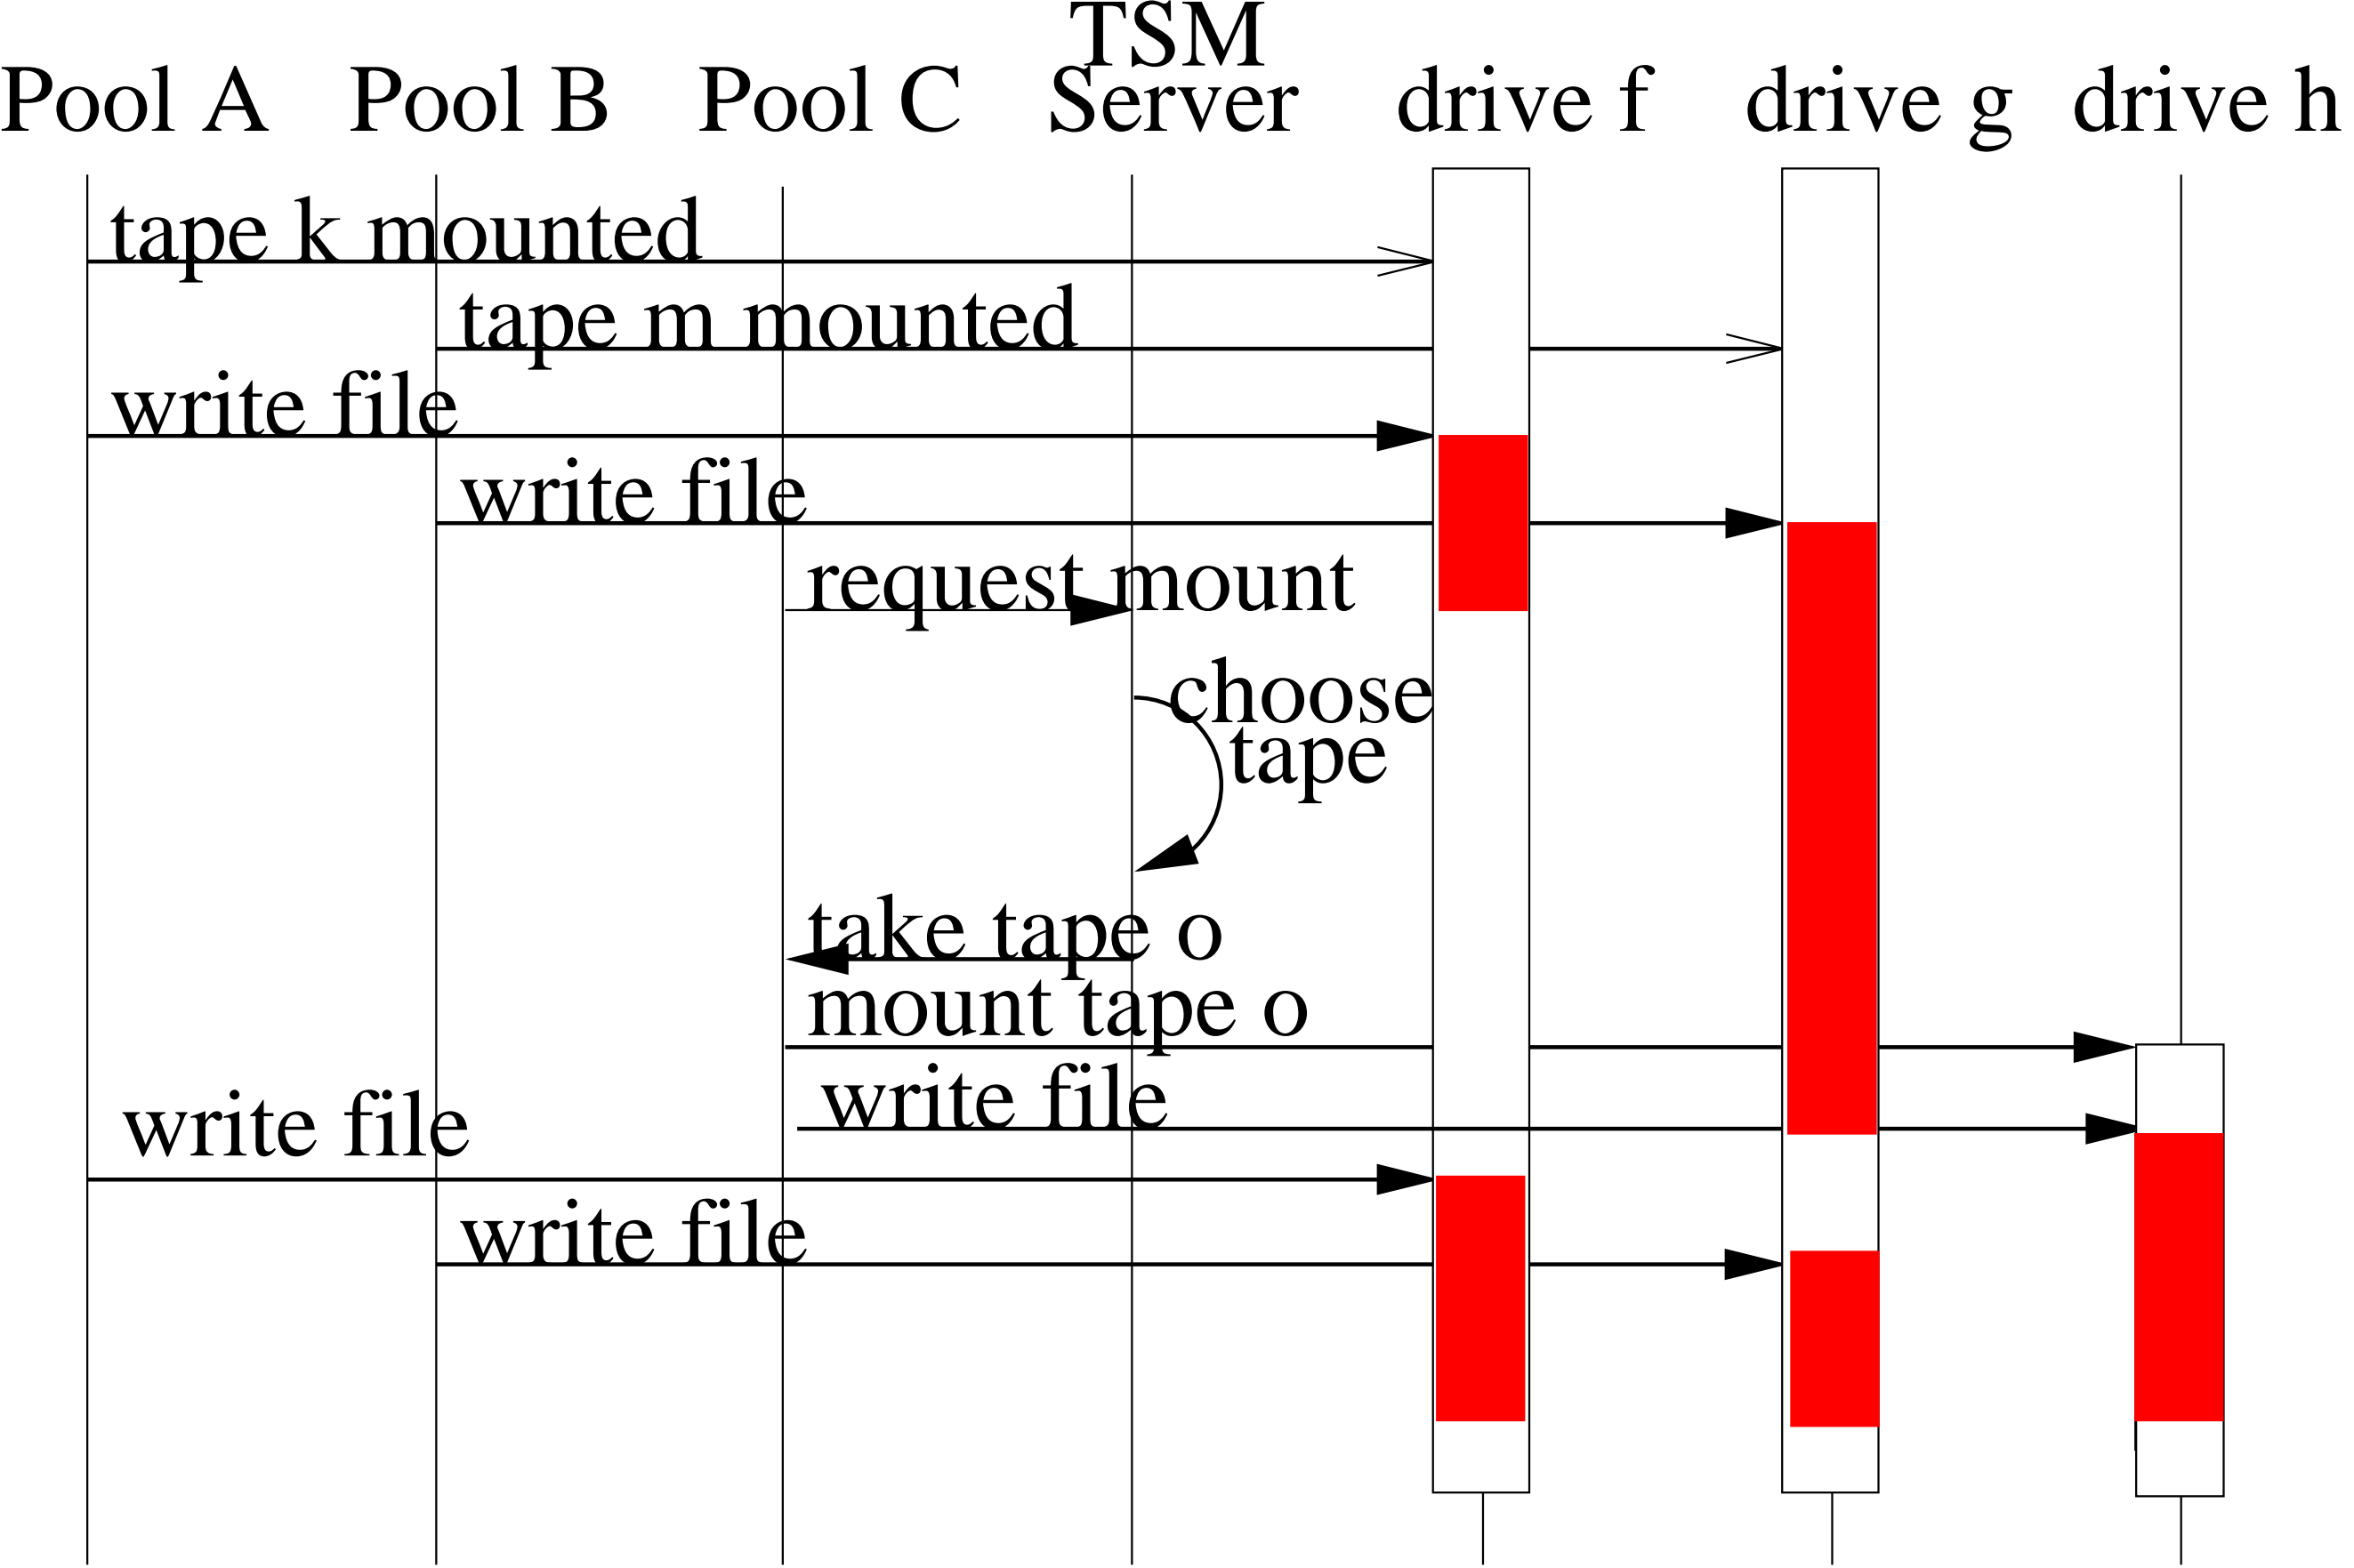 TSM
Pool A Pool B Pool C Server drive f drive g drive h
tape k mounted
tape m mounted
write file
write file
request mount
choose
tape
take tape o
mount tape o
write file
write file
write file